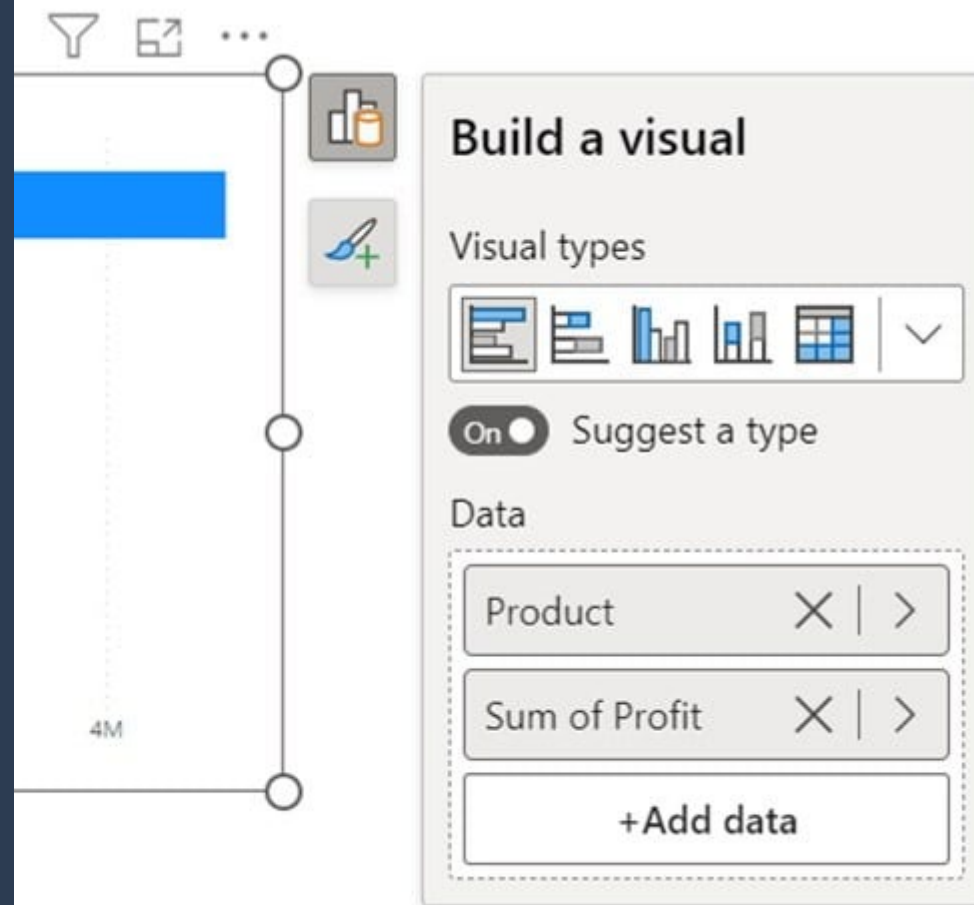 Build a visual
Visual types
On Suggest a type
Data
Product
Sum of Profit
+Add data
4M